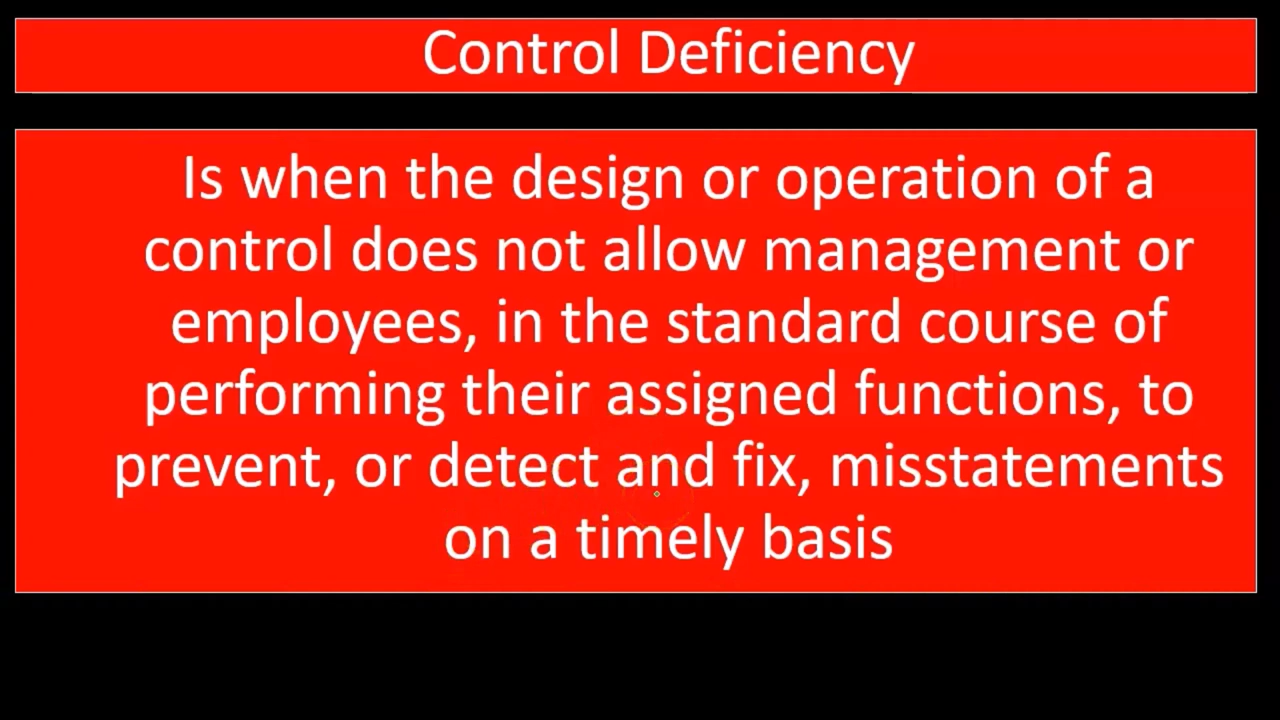 Control Deficiency
Is when the design or operation of a
control does not allow management or
employees, in the standard course of
performing their assigned functions, to
prevent, or detect and fix, misstatements
on a timely basis